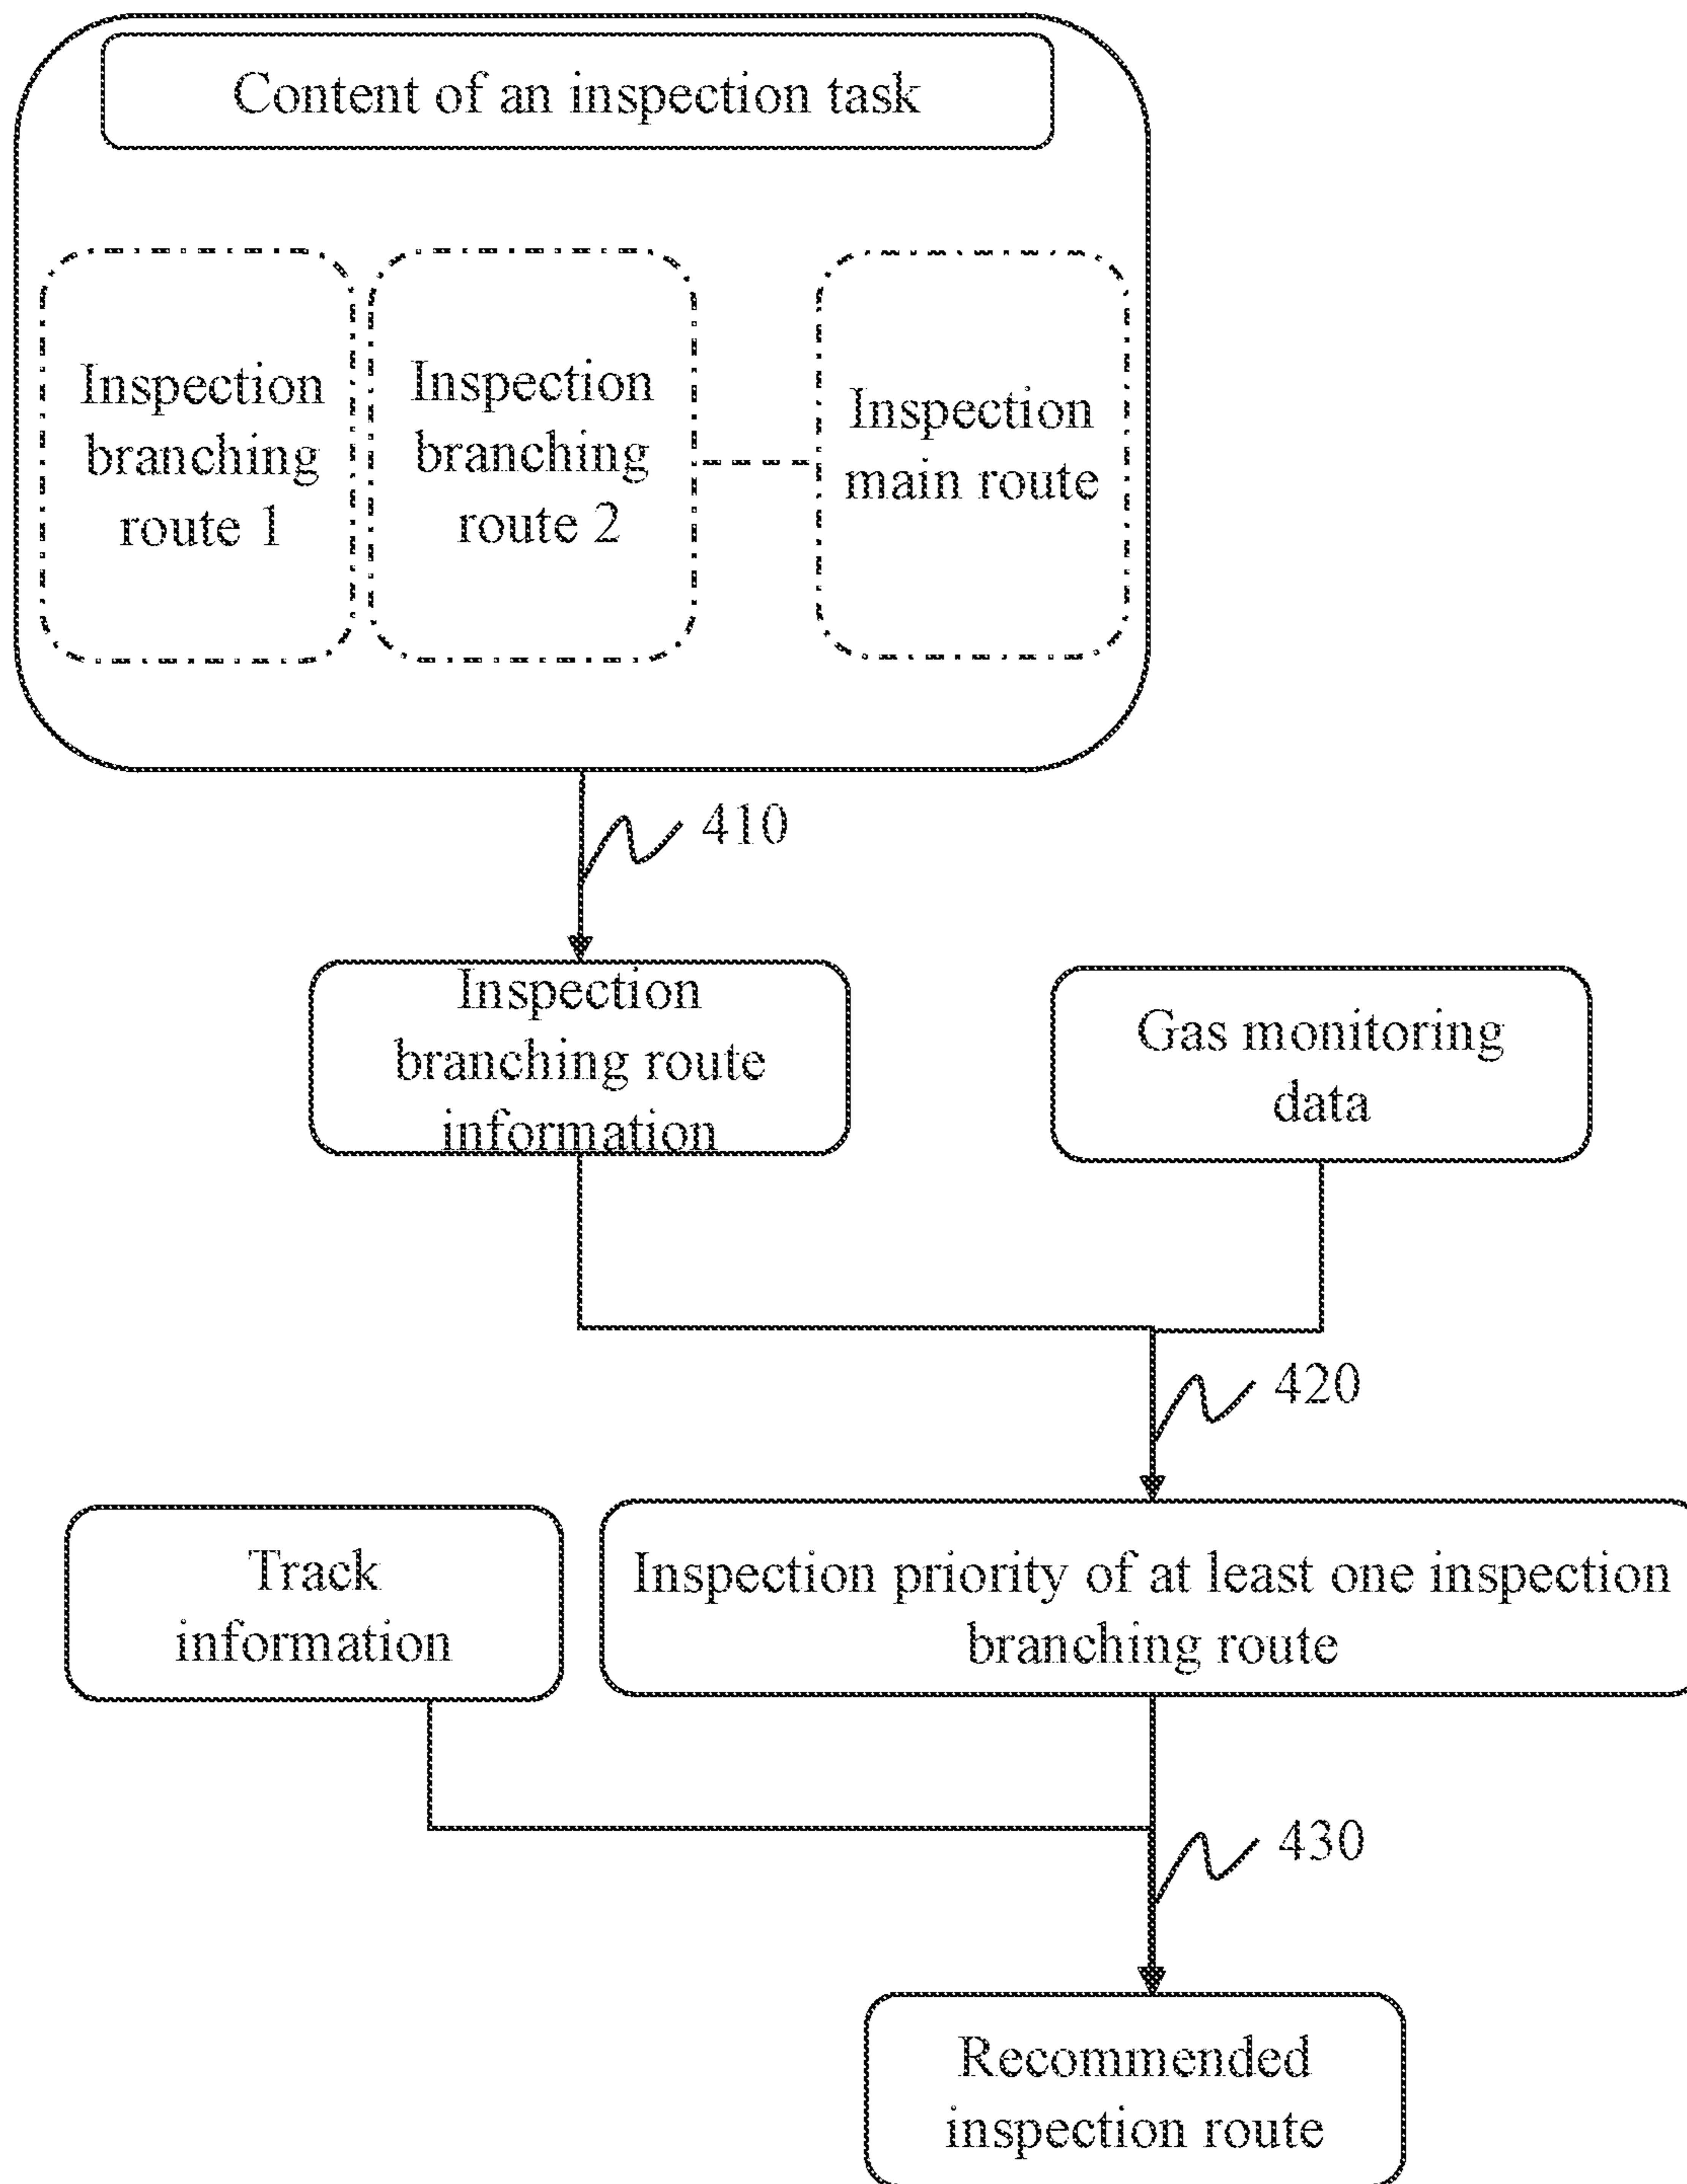 Content of an inspection task
Inspection
branching
route 1
Inspection
branching
route 2
Inspection
main route
410
Inspection
branching route
information
Gas monitoring
data
420
Track
information
Inspection priority of at least one inspection
branching route
430
Recommended
inspection route